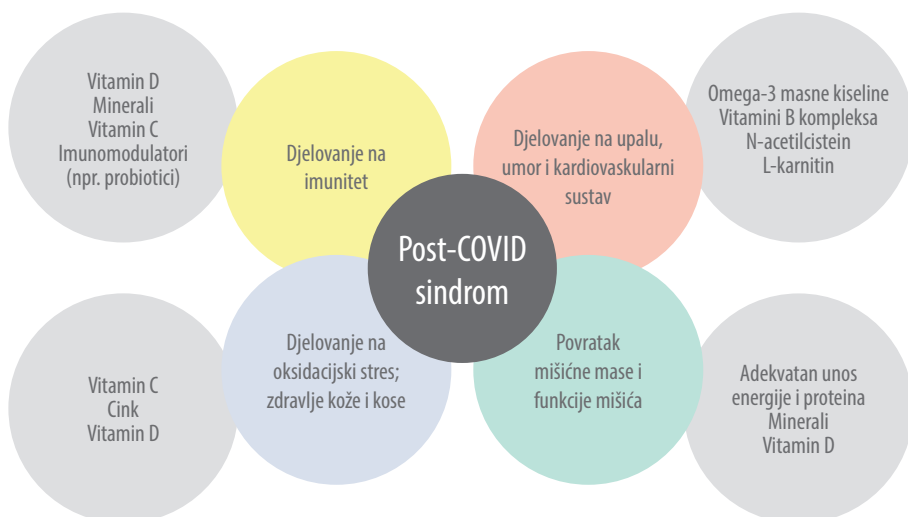 Vitamin D
Minerali
Vitamin C
Imunomodulatori
(npr. probiotici)
Djelovanje na
imunitet
Djelovanje na upalu,
umor i kardiovaskularni
sustav
Omega-3 masne kiseline
Vitamini B kompleksa
N-acetilcistein
L-karnitin
Post-COVID
sindrom
Vitamin C
Cink
Vitamin D
Djelovanje na
oksidacijski stres;
zdravlje kože i kose
Povratak
mišićne mase i
funkcije mišića
Adekvatan unos
energije i proteina
Minerali
Vitamin D